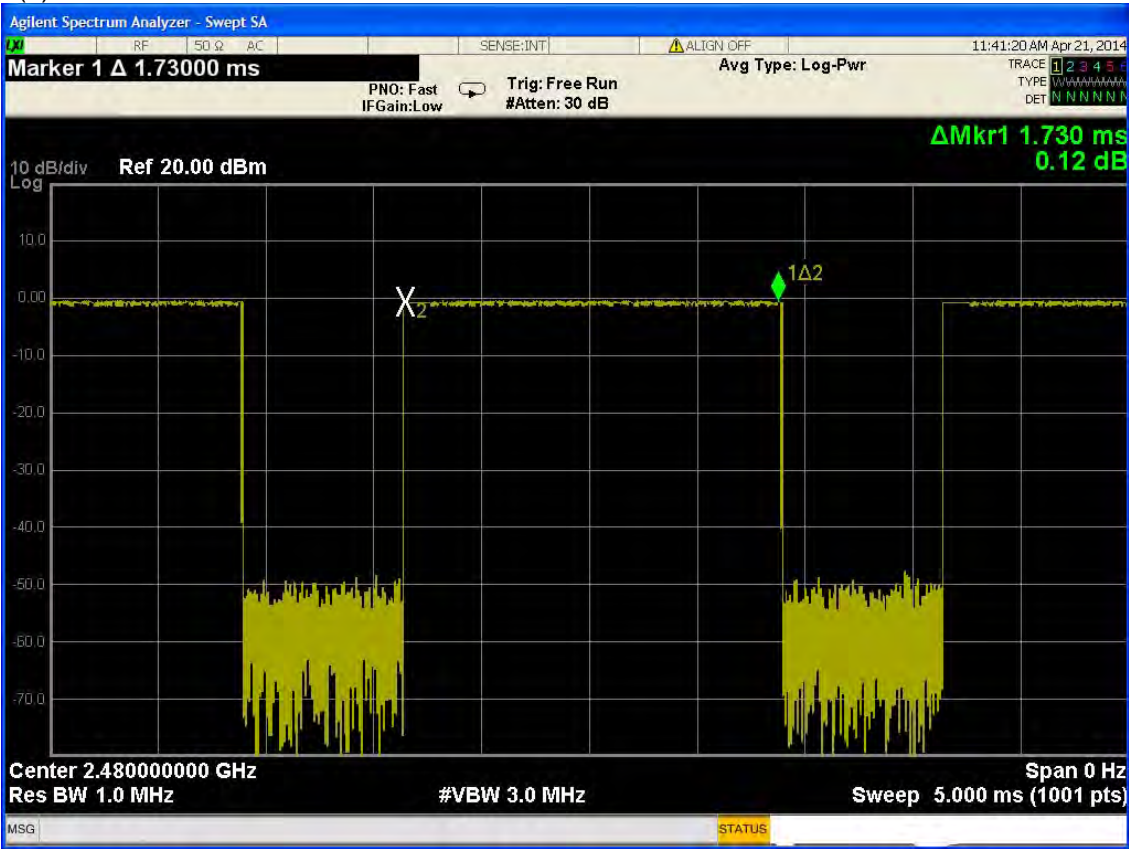 Agilent Spectrum Analyzer - Swept SA
LXI RF 50 Ω AC SENSE:INT ALIGN OFF 11:41:20 AM Apr 21, 2014
Marker 1 Δ 1.73000 ms
PNO: Fast
IFGain:Low
Trig: Free Run
#Atten: 30 dB
Avg Type: Log-Pwr
TRACE 1 2 3 4 5 6
TYPE
DET N N N N N N
ΔMkr1 1.730 ms
0.12 dB
10 dB/div Ref 20.00 dBm
Log
10.0
1Δ2
0.00
X2
-10.0
-20.0
-30.0
-40.0
-50.0
-60.0
-70.0
Center 2.480000000 GHz Span 0 Hz
Res BW 1.0 MHz #VBW 3.0 MHz Sweep 5.000 ms (1001 pts)
MSG STATUS